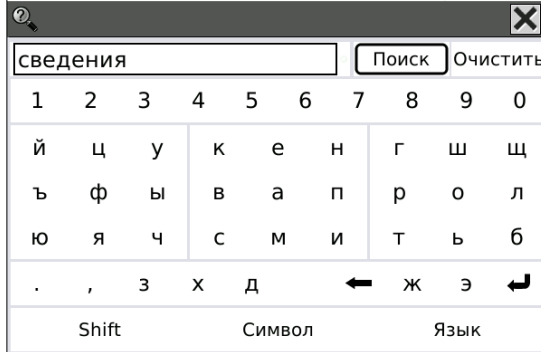 сведения Поиск Очистить
1 2 3 4 5 6 7 8 9 0
й ц у к е н г ш щ
ъ ф ы в а п р о л
ю я ч с м и т ь б
. , з х д ж э
Shift Символ Язык